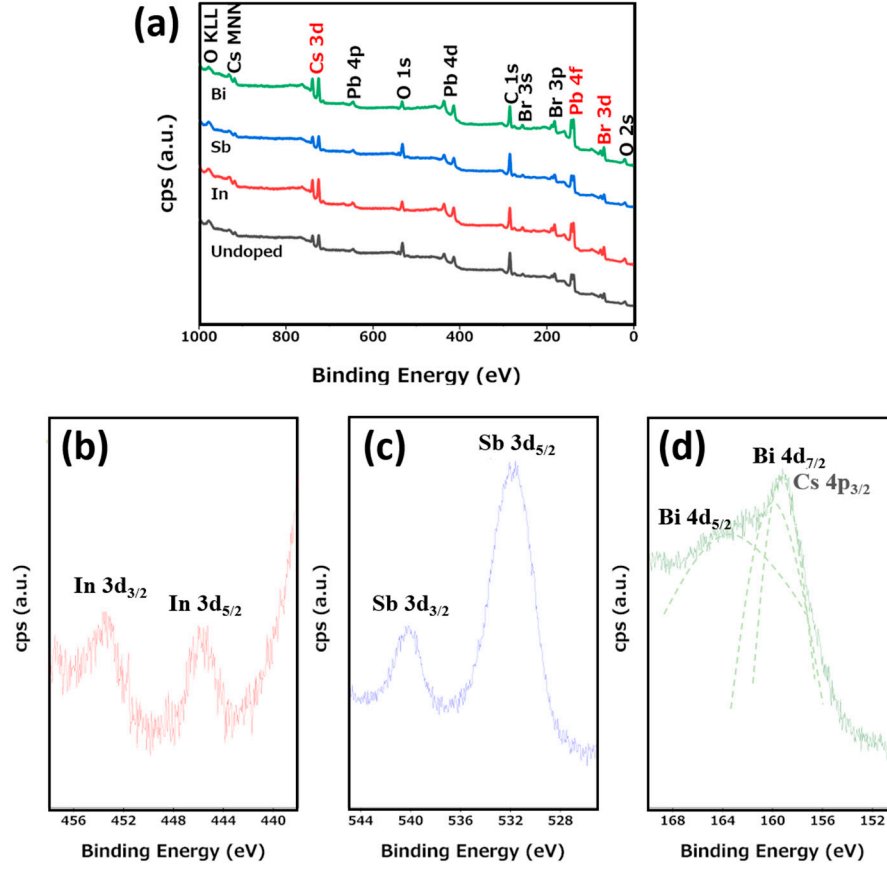 (a)
O KLL
Cs MNN
Cs 3d
Pb 4p
O 1s
Pb 4d
C 1s
Br 3s
Br 3p
Pb 4f
Br 3d
O 2s
Bi
Sb
In
Undoped
cps (a.u.)
1000 800 600 400 200 0
Binding Energy (eV)
(b)
In 3d3/2
In 3d5/2
cps (a.u.)
456 452 448 444 440
Binding Energy (eV)
(c)
Sb 3d5/2
Sb 3d3/2
cps (a.u.)
544 540 536 532 528
Binding Energy (eV)
(d)
Bi 4d7/2
Cs 4p3/2
Bi 4d5/2
cps (a.u.)
168 164 160 156 152
Binding Energy (eV)